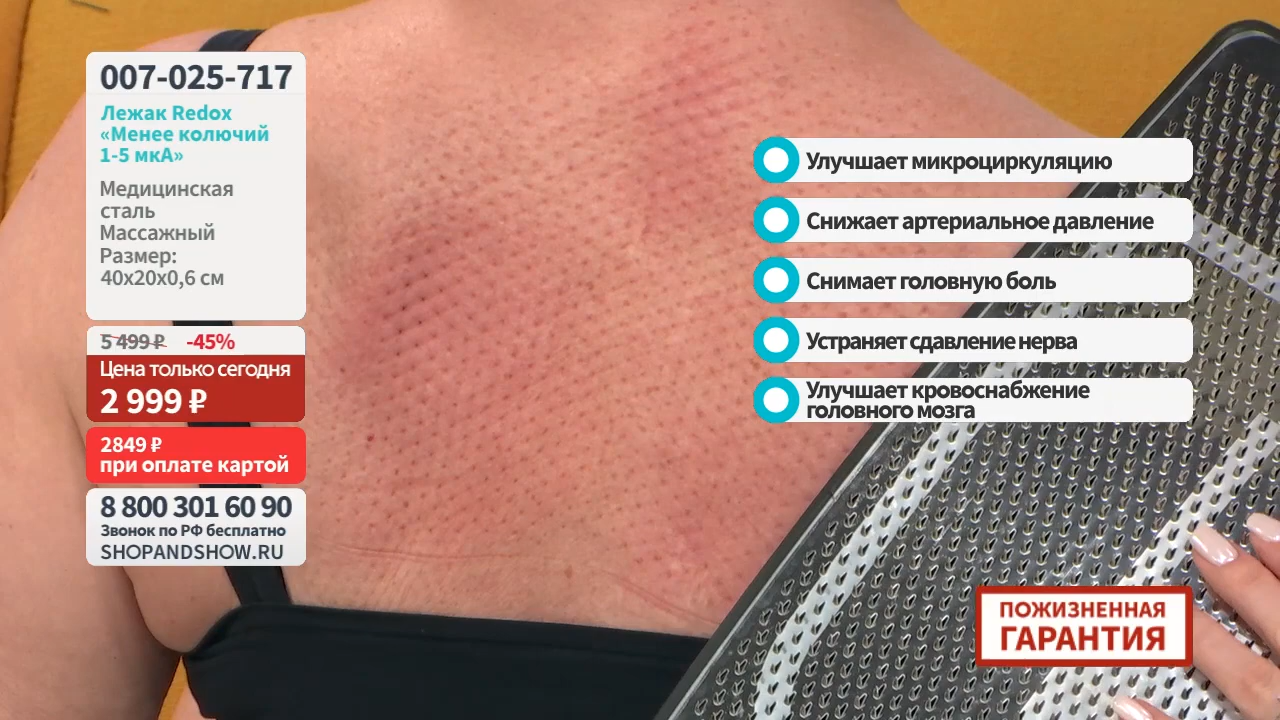 007-025-717
Лежак Redox
«Менее колючий
1-5 мкА»
Медицинская
сталь
Массажный
Размер:
40х20х0,6 см
5 499 ₽ -45%
Цена только сегодня
2 999 ₽
2849 ₽
при оплате картой
8 800 301 60 90
Звонок по РФ бесплатно
SHOPANDSHOW.RU
Улучшает микроциркуляцию
Снижает артериальное давление
Снимает головную боль
Устраняет сдавление нерва
Улучшает кровоснабжение
головного мозга
ПОЖИЗНЕННАЯ
ГАРАНТИЯ